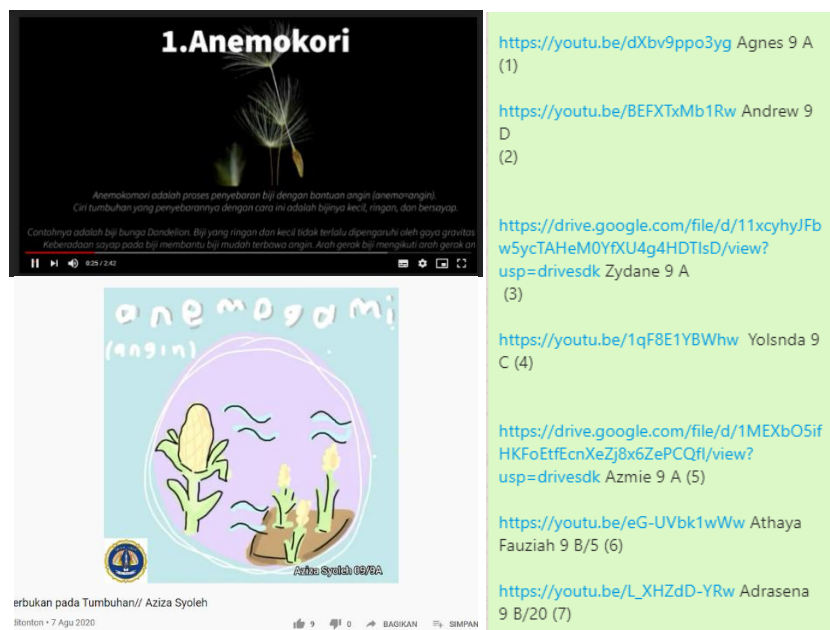 1.Anemokori
Anemokomori adalah proses penyebaran biji dengan bantuan angin (anemo=angin).
Ciri tumbuhan yang penyebarannya dengan cara ini adalah bijinya kecil, ringan, dan bersayap.
Contohnya adalah biji bunga Dandelion. Biji yang ringan dan kecil tidak terlalu dipengaruhi oleh gaya gravitas
Keberadaan sayap pada biji membantu biji mudah terbawa angin. Arah gerak biji mengikuti arah gerak an
0:25 / 2:42
anemogami
(angin)
Aziza Syoleh 09/9A
erbukan pada Tumbuhan// Aziza Syoleh
ditonton • 7 Agu 2020
9 0 BAGIKAN SIMPAN
https://youtu.be/dXbv9ppo3yg Agnes 9 A
(1)
https://youtu.be/BEFXTxMb1Rw Andrew 9
D
(2)
https://drive.google.com/file/d/11xcyhyJFb
w5ycTAHeM0YfXU4g4HDTIsD/view?
usp=drivesdk Zydane 9 A
(3)
https://youtu.be/1qF8E1YBWhw Yolsnda 9
C (4)
https://drive.google.com/file/d/1MEXbO5if
HKFoEtfEcnXeZj8x6ZePCQfI/view?
usp=drivesdk Azmie 9 A (5)
https://youtu.be/eG-UVbk1wWw Athaya
Fauziah 9 B/5 (6)
https://youtu.be/L_XHZdD-YRw Adrasena
9 B/20 (7)